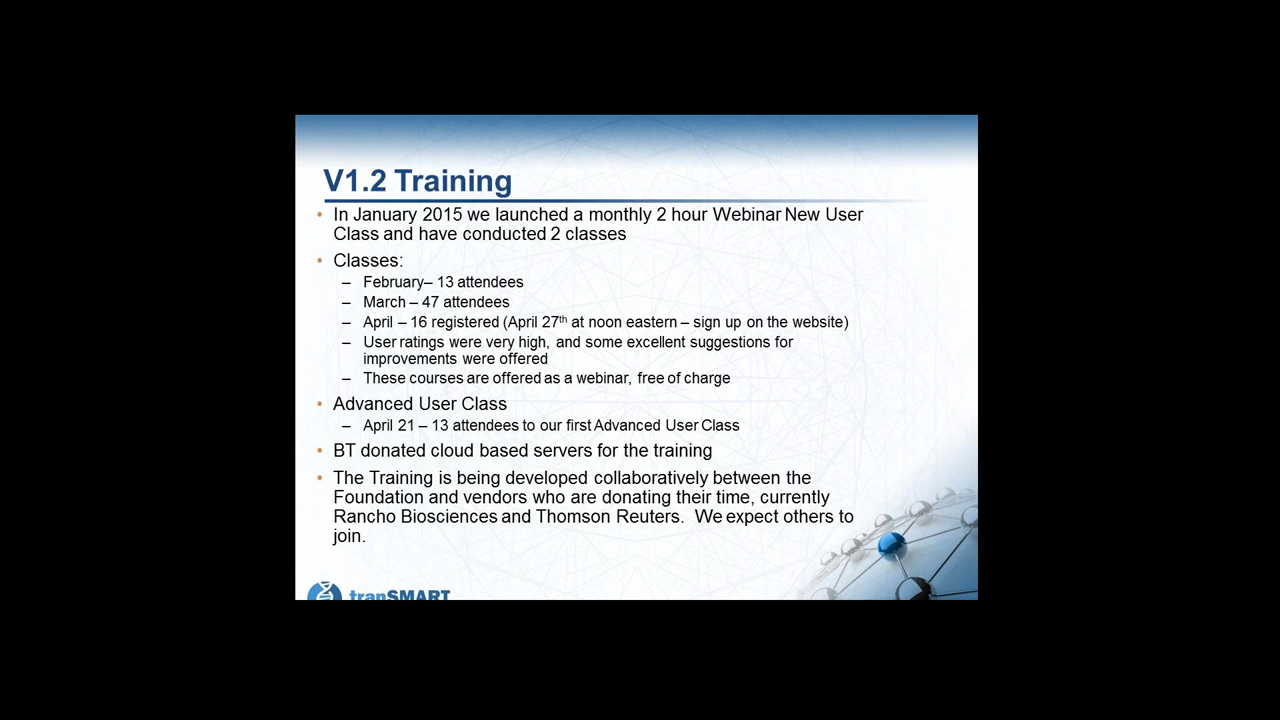 V1.2 Training
• In January 2015 we launched a monthly 2 hour Webinar New User
Class and have conducted 2 classes
• Classes:
– February– 13 attendees
– March – 47 attendees
– April – 16 registered (April 27th at noon eastern – sign up on the website)
– User ratings were very high, and some excellent suggestions for
improvements were offered
– These courses are offered as a webinar, free of charge
• Advanced User Class
– April 21 – 13 attendees to our first Advanced User Class
• BT donated cloud based servers for the training
• The Training is being developed collaboratively between the
Foundation and vendors who are donating their time, currently
Rancho Biosciences and Thomson Reuters. We expect others to
join.
tranSMART